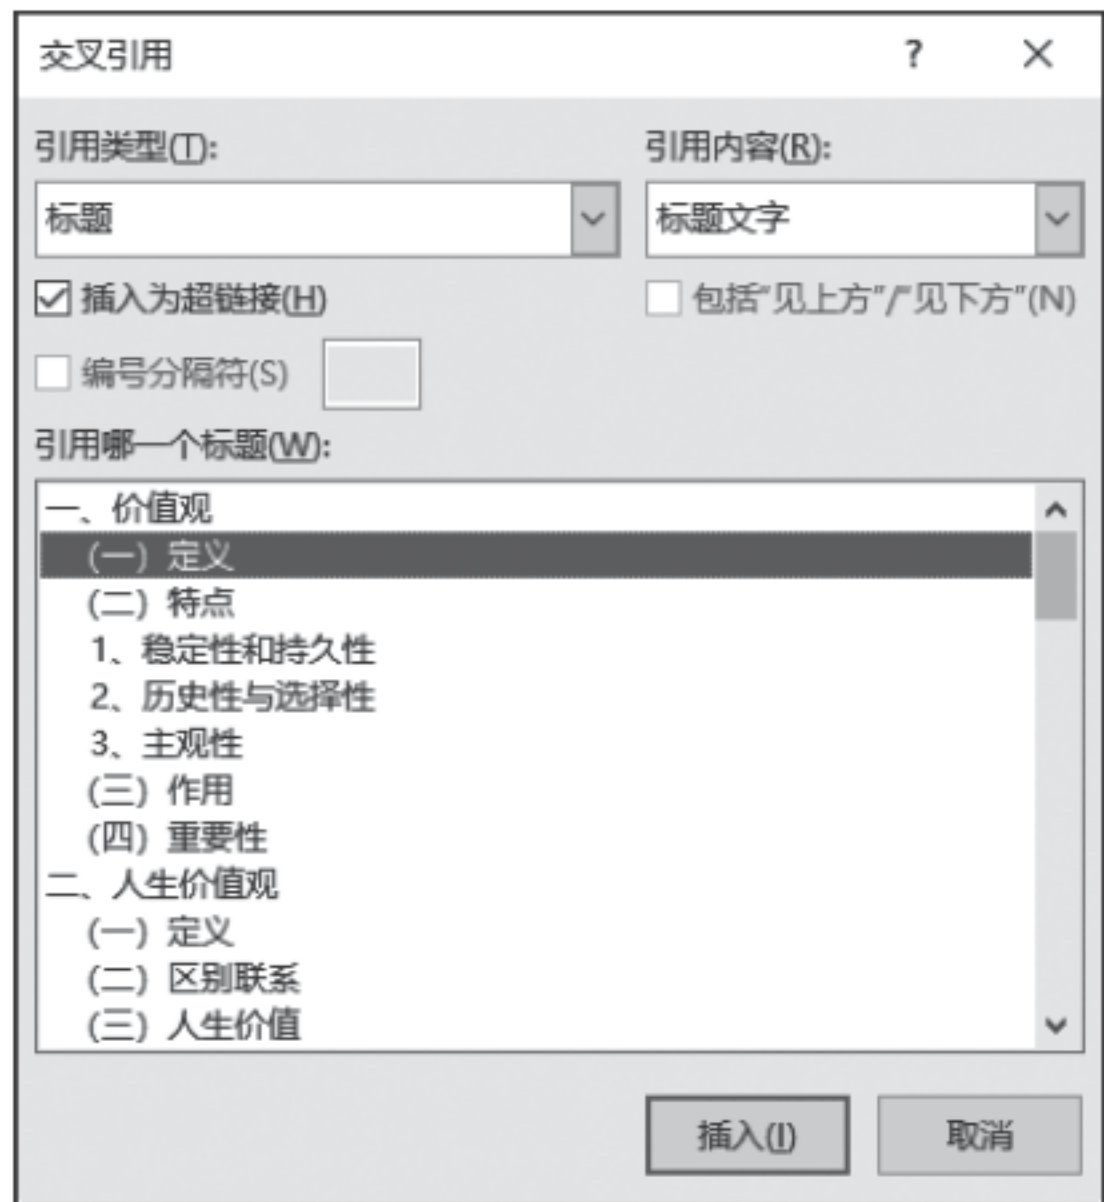 交叉引用
引用类型(T): 引用内容(R):
标题 标题文字
插入为超链接(H) 包括“见上方”/“见下方”(N)
编号分隔符(S)
引用哪一个标题(W):
一、价值观
(一) 定义
(二) 特点
1、稳定性和持久性
2、历史性与选择性
3、主观性
(三) 作用
(四) 重要性
二、人生价值观
(一) 定义
(二) 区别联系
(三) 人生价值
插入(I) 取消